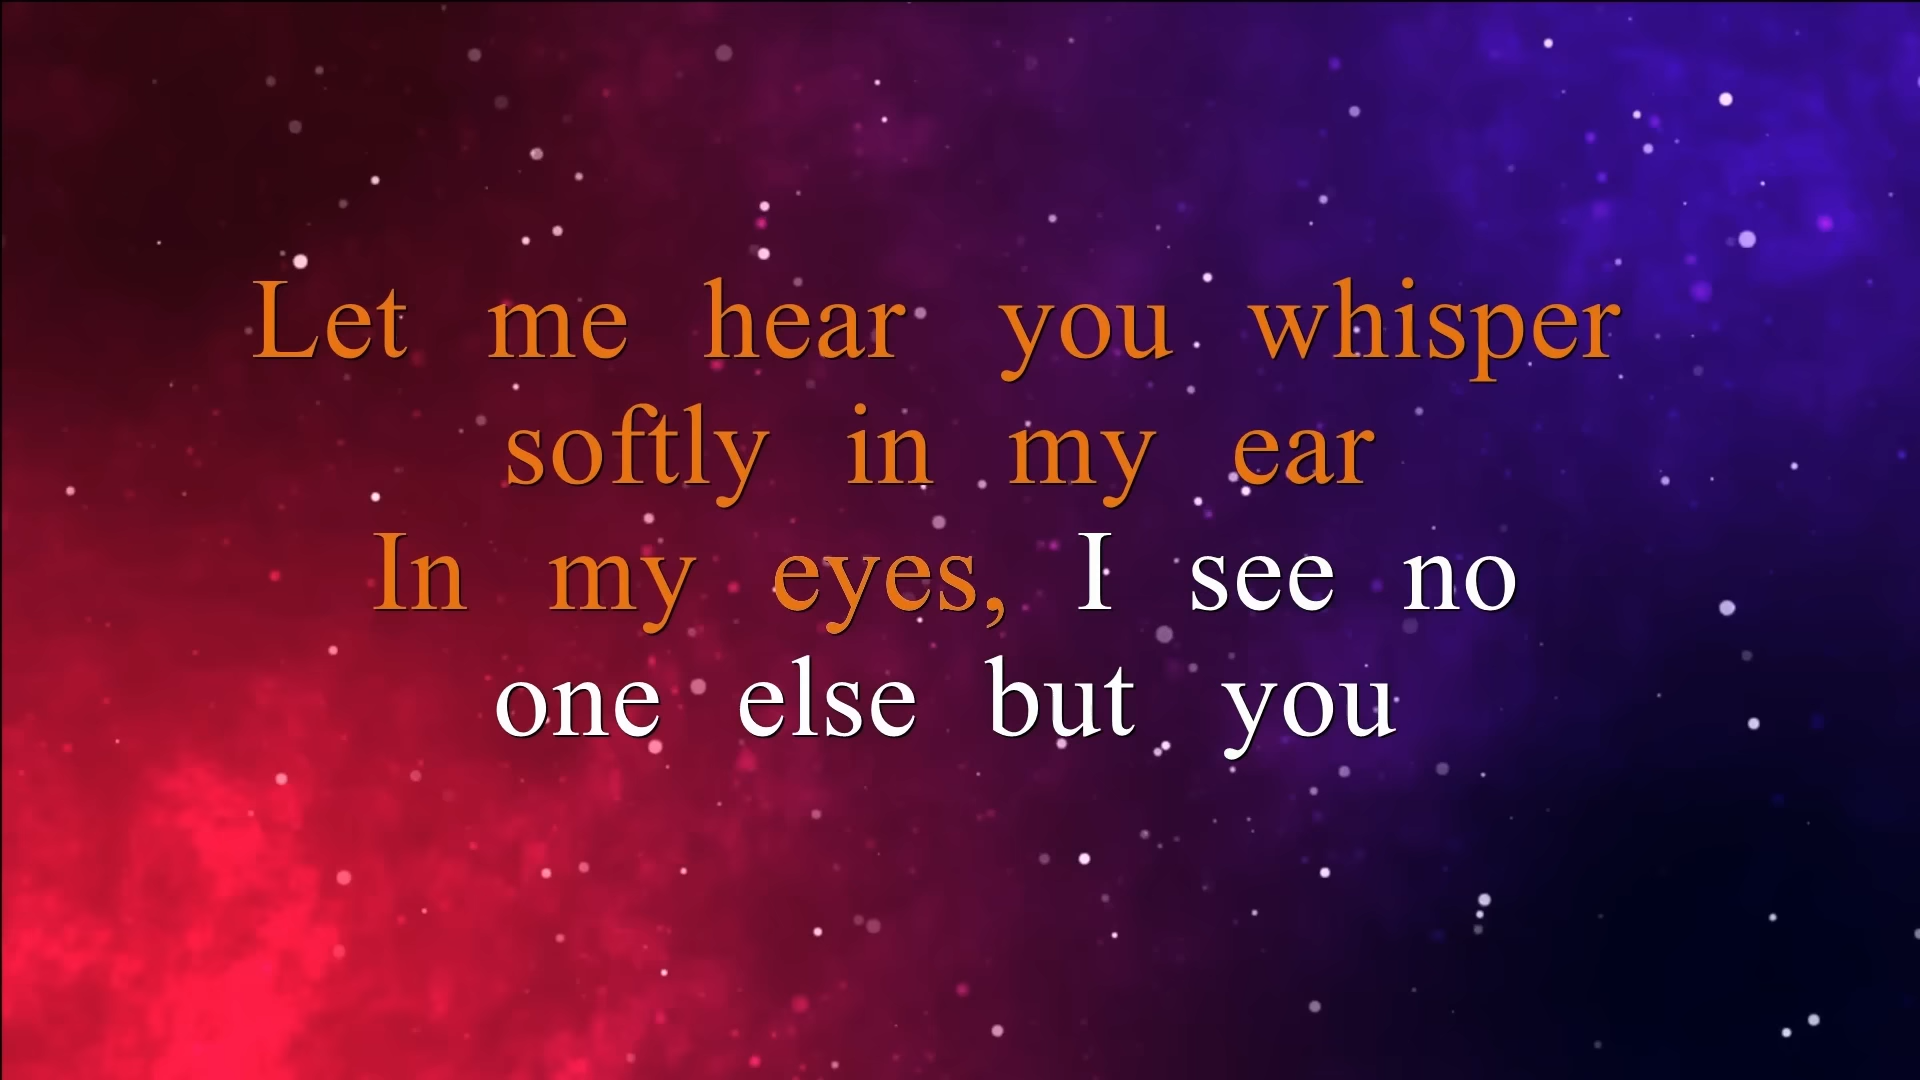 Let me hear you whisper
softly in my ear
In my eyes, I see no
one else but you